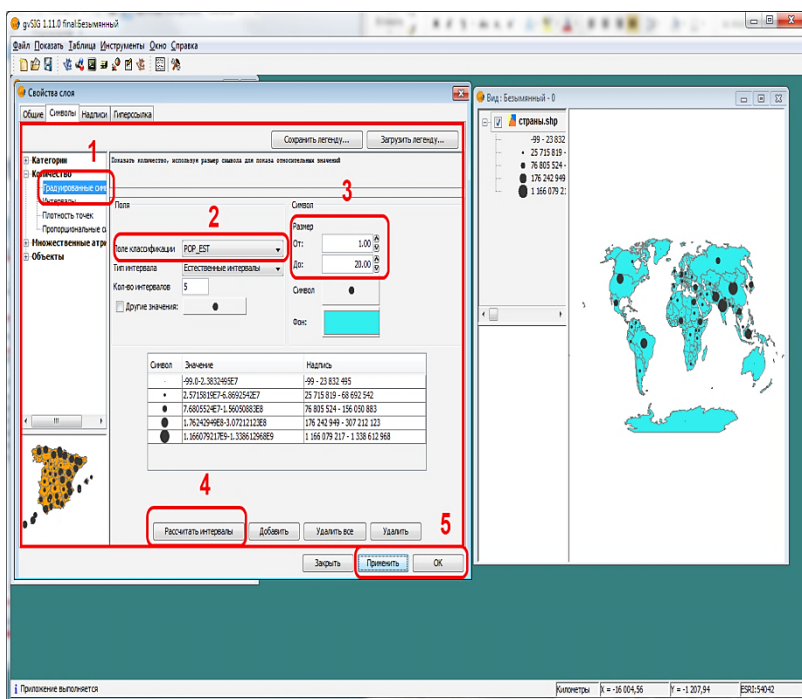 gvSIG 1.11.0 final:Безымянный
Файл Показать Таблица Инструменты Окно Справка
Свойства слоя
Общие Символы Надписи Гиперссылка
Сохранить легенду... Загрузить легенду...
1
Категории
Количество
Градуированные сим
Интервалы
Плотность точек
Пропорциональные с
Множественные атри
Объекты
Показать количество, используя размер символа для показа относительных значений
Поля
2
Поле классификации POP_EST
Тип интервала Естественные интервалы
Кол-во интервалов 5
Другие значения:
Символ
3
Размер
От: 1.00
До: 20.00
Символ
Фон:
Символ Значение Надпись
-99.0-2.3832495E7 -99 - 23 832 495
2.5715819E7-6.8692542E7 25 715 819 - 68 692 542
7.6805524E7-1.56050883E8 76 805 524 - 156 050 883
1.76242949E8-3.07212123E8 176 242 949 - 307 212 123
1.166079217E9-1.338612968E9 1 166 079 217 - 1 338 612 968
4
Рассчитать интервалы Добавить Удалить все Удалить
5
Закрыть Применить OK
Вид : Безымянный - 0
страны.shp
-99 - 23 832
25 715 819 -
76 805 524 -
176 242 949
1 166 079 2
Приложение выполняется
Километры X = -16 004,56 Y = -1 207,94 ESRI:54042